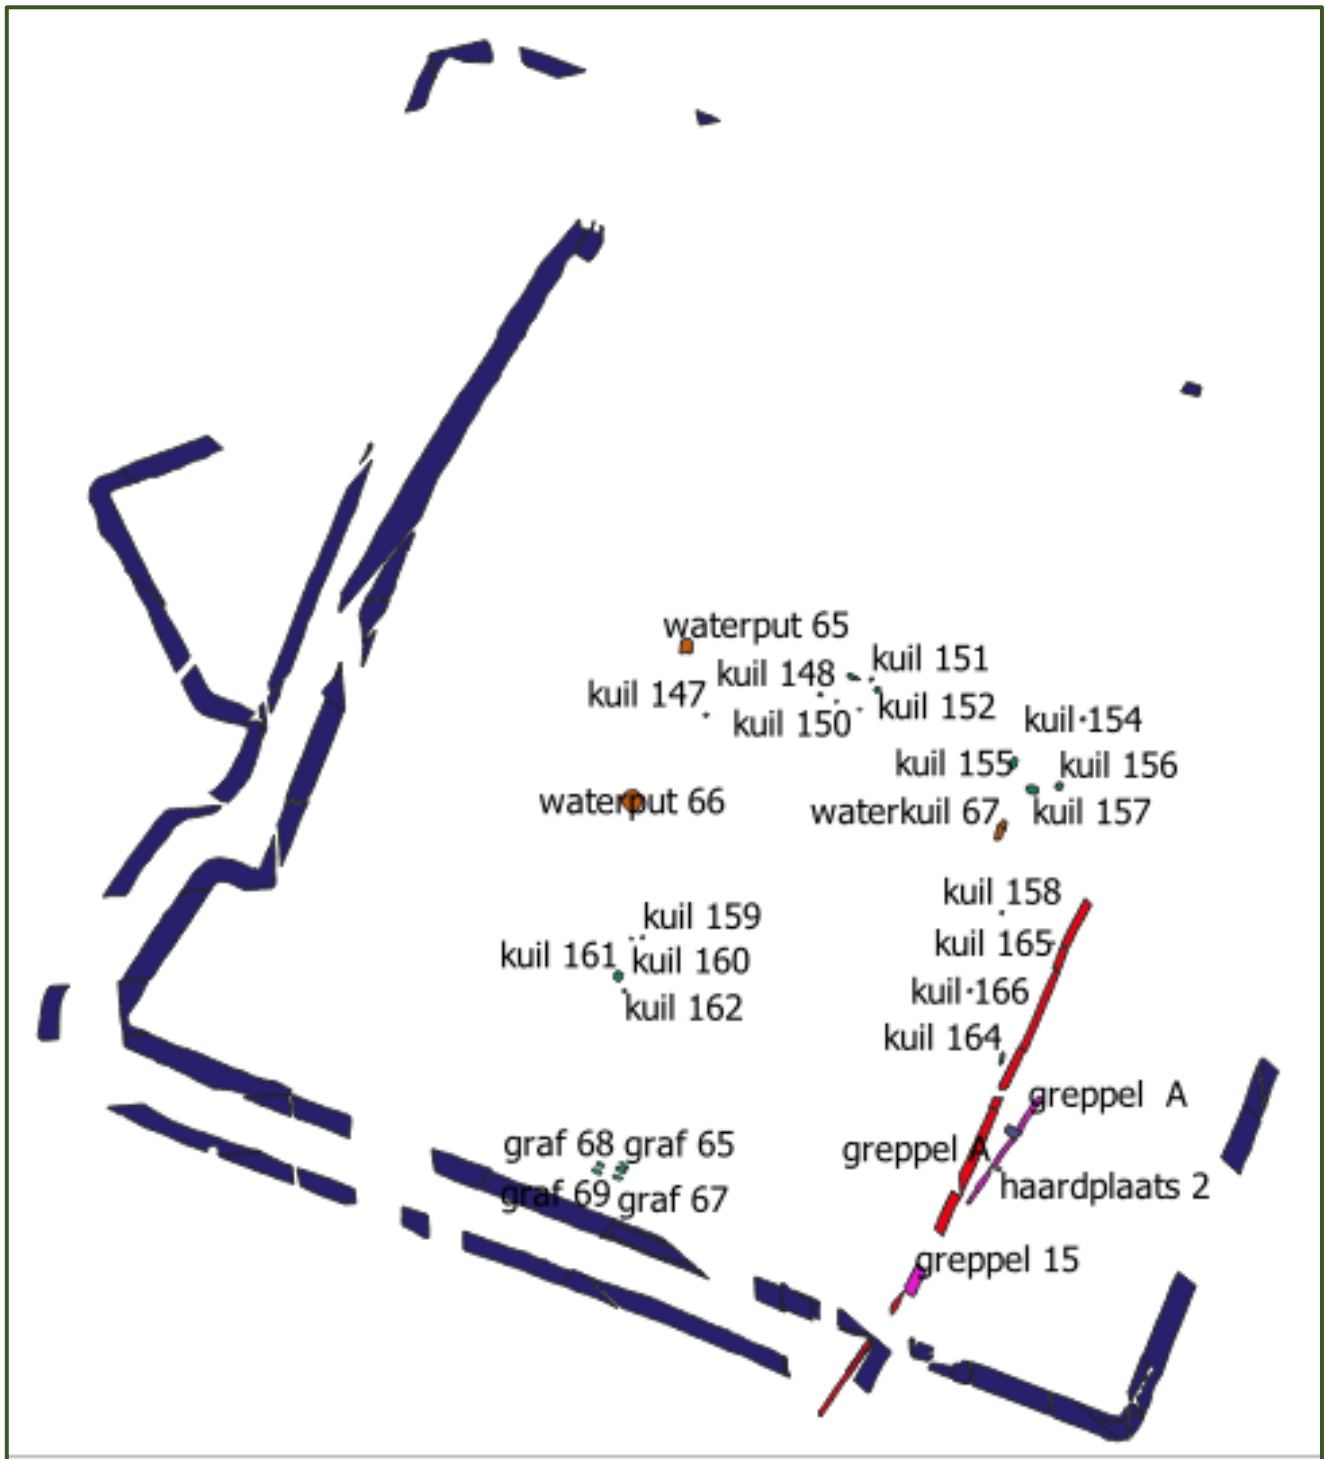 waterput 65
kuil 151
kuil 148
kuil 147
kuil 152
kuil 150
kuil 154
kuil 155
kuil 156
waterput 66
waterkuil 67
kuil 157
kuil 158
kuil 159
kuil 165
kuil 161
kuil 160
kuil 166
kuil 162
kuil 164
greppel A
graf 68
graf 65
greppel A
haardplaats 2
graf 69
graf 67
greppel 15